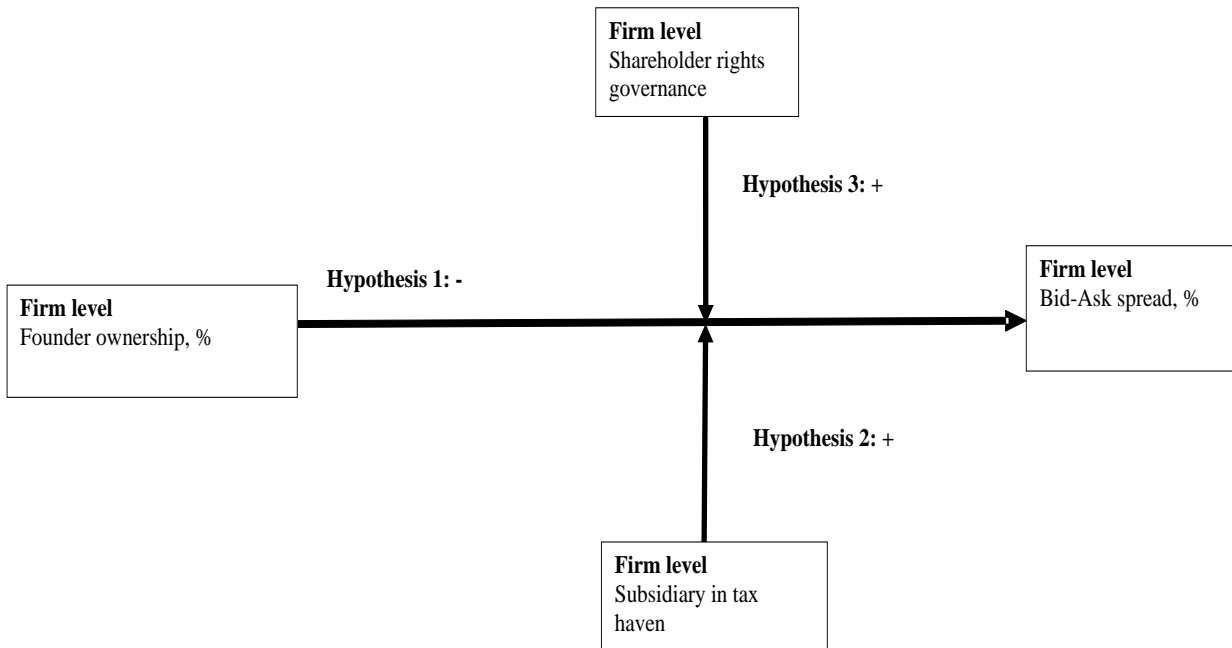 Firm level
Shareholder rights
governance
Hypothesis 3: +
Firm level
Bid-Ask spread, %
Hypothesis 1: -
Firm level
Founder ownership, %
Hypothesis 2: +
Firm level
Subsidiary in tax
haven